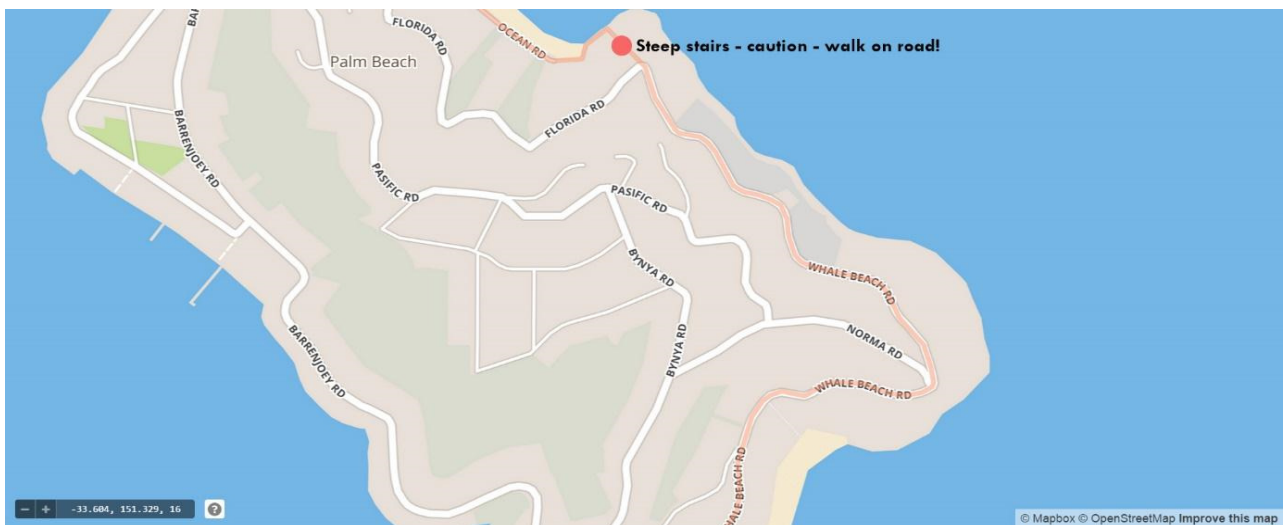 BAR
FLORIDA RD
OCEAN RD
Steep stairs - caution - walk on road!
Palm Beach
FLORIDA RD
BARRENJOEY RD
PASIFIC RD
PASIFIC RD
BYNYA RD
WHALE BEACH RD
BARRENJOEY RD
BYNYA RD
NORMA RD
WHALE BEACH RD
WHALE BEACH RD
− + -33.604, 151.329, 16 ?
© Mapbox © OpenStreetMap Improve this map